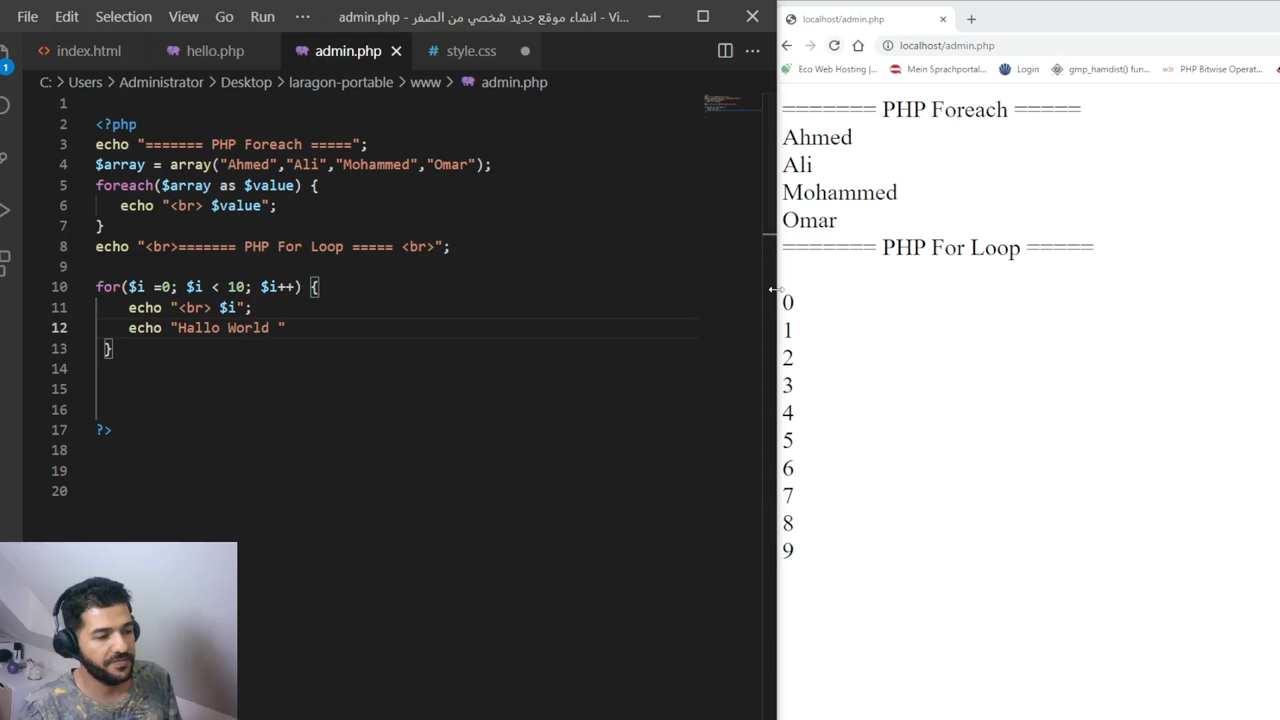 File Edit Selection View Go Run ··· admin.php - انشاء موقع جديد شخصي من الصفر - Vi...
index.html hello.php admin.php style.css
C: > Users > Administrator > Desktop > laragon-portable > www > admin.php
1
2 <?php
3 echo "======= PHP Foreach =====";
4 $array = array("Ahmed","Ali","Mohammed","Omar");
5 foreach($array as $value) {
6 echo "<br> $value";
7 }
8 echo "<br>======= PHP For Loop ===== <br>";
9
10 for($i =0; $i < 10; $i++) {
11 echo "<br> $i";
12 echo "Hallo World "
13 }
14
15
16
17 ?>
18
19
20
1
localhost/admin.php
localhost/admin.php
Eco Web Hosting |... Mein Sprachportal... Login gmp_hamdist() fun... w3r PHP Bitwise Operat...
======= PHP Foreach =====
Ahmed
Ali
Mohammed
Omar
======= PHP For Loop =====
0
1
2
3
4
5
6
7
8
9